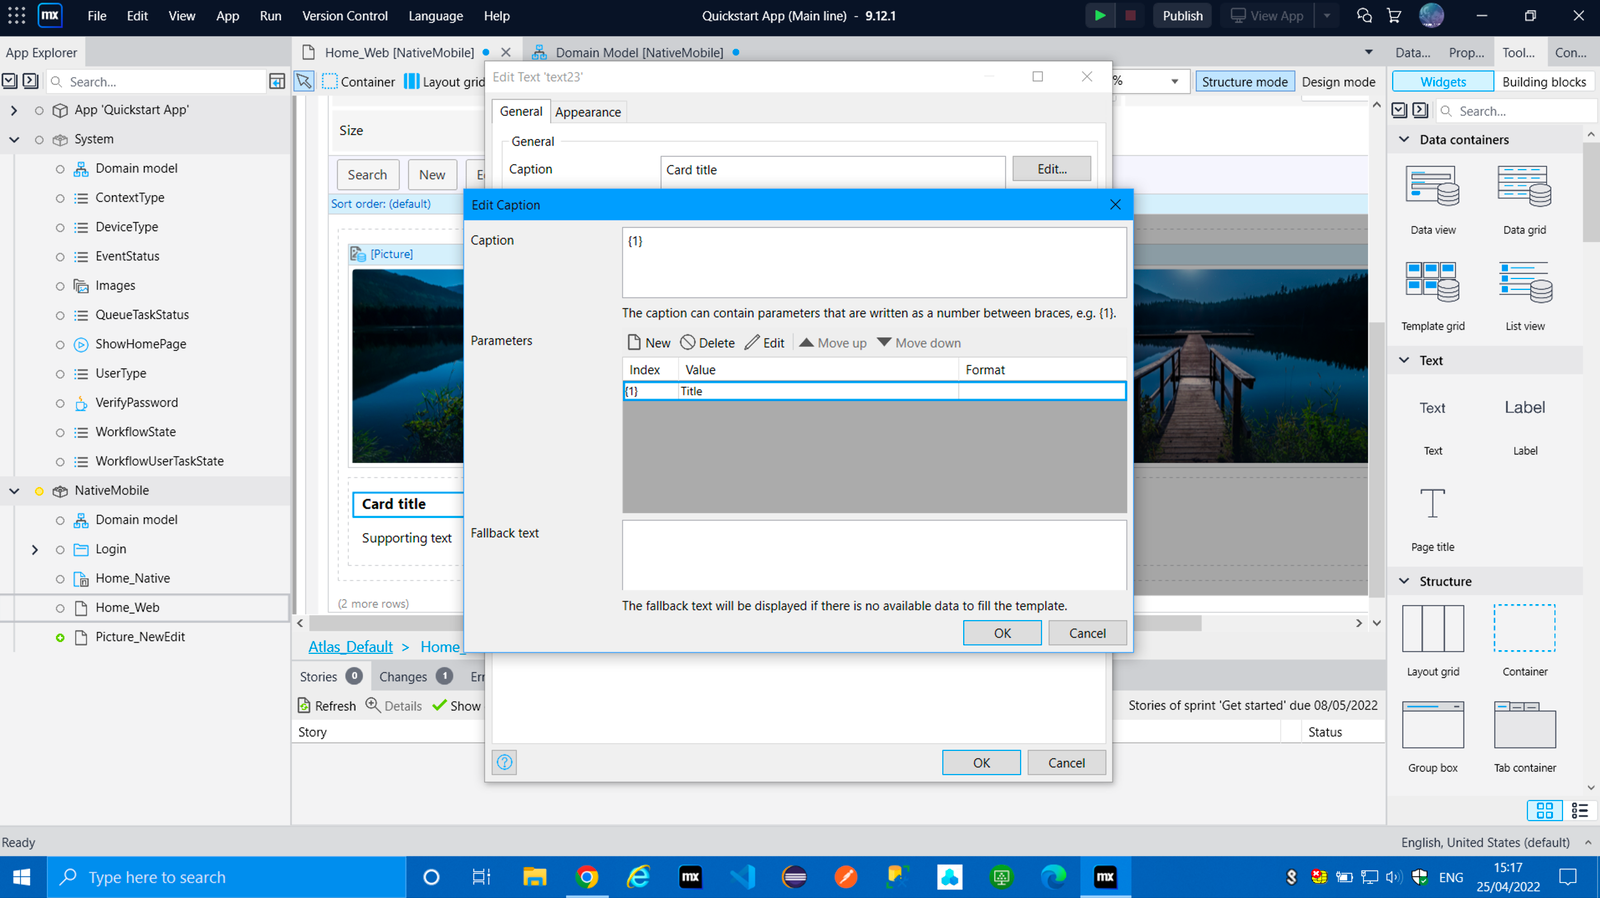 mx File Edit View App Run Version Control Language Help Quickstart App (Main line) - 9.12.1 Publish View App
App Explorer Home_Web [NativeMobile] Domain Model [NativeMobile] Data... Prop... Tool... Con...
Search... Container Layout grid % Structure mode Design mode Widgets Building blocks
Search...
App 'Quickstart App'
System
Domain model
ContextType
DeviceType
EventStatus
Images
QueueTaskStatus
ShowHomePage
UserType
VerifyPassword
WorkflowState
WorkflowUserTaskState
NativeMobile
Domain model
Login
Home_Native
Home_Web
Picture_NewEdit
Size
Search New E
Sort order: (default)
[Picture]
Card title
Supporting text
(2 more rows)
Atlas_Default > Home_
Edit Text 'text23'
General Appearance
General
Caption Card title Edit...
Edit Caption
Caption {1}
The caption can contain parameters that are written as a number between braces, e.g. {1}.
Parameters New Delete Edit Move up Move down
Index Value Format
{1} Title
Fallback text
The fallback text will be displayed if there is no available data to fill the template.
OK Cancel
OK Cancel
Stories 0 Changes 1 Err
Refresh Details Show Stories of sprint 'Get started' due 08/05/2022
Story Status
Data containers
Data view Data grid
Template grid List view
Text
Text Label
Text Label
Page title
Structure
Layout grid Container
Group box Tab container
Ready English, United States (default)
Type here to search mx mx ENG 15:17
25/04/2022